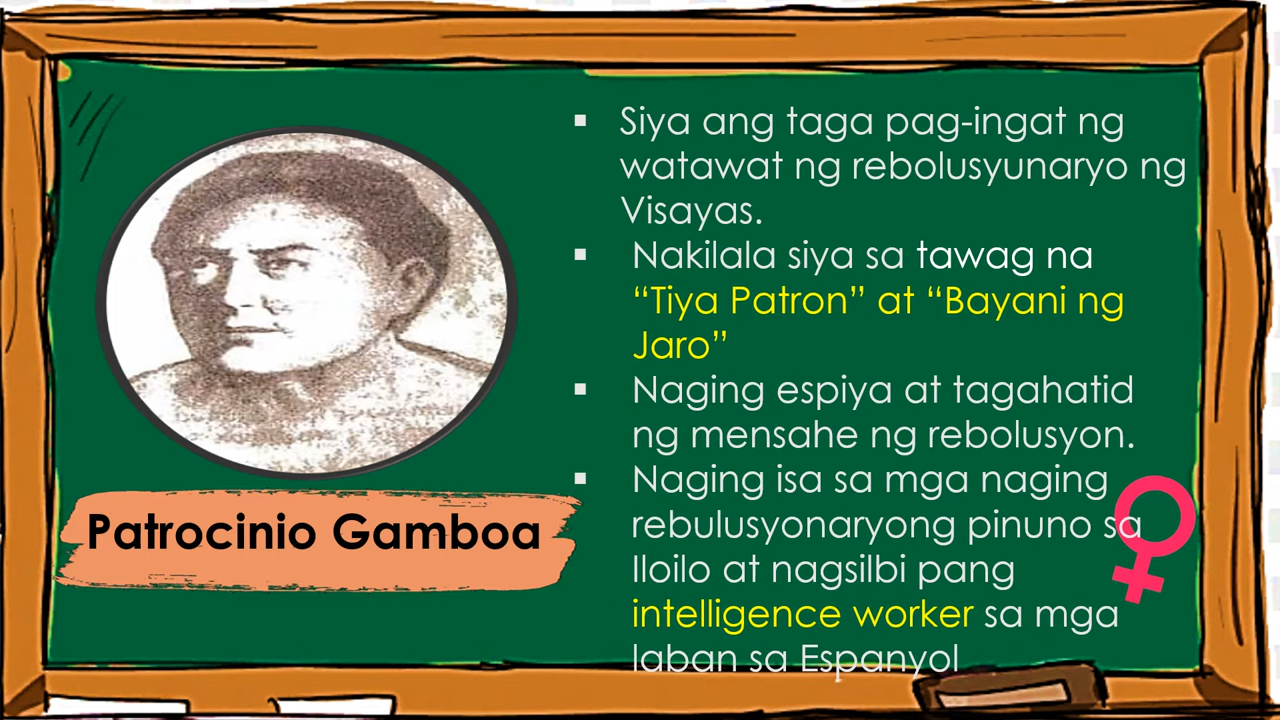 Patrocinio Gamboa
▪ Siya ang taga pag-ingat ng
watawat ng rebolusyunaryo ng
Visayas.
▪ Nakilala siya sa tawag na
“Tiya Patron” at “Bayani ng
Jaro”
▪ Naging espiya at tagahatid
ng mensahe ng rebolusyon.
▪ Naging isa sa mga naging
rebulusyonaryong pinuno sa
Iloilo at nagsilbi pang
intelligence worker sa mga
laban sa Espanyol